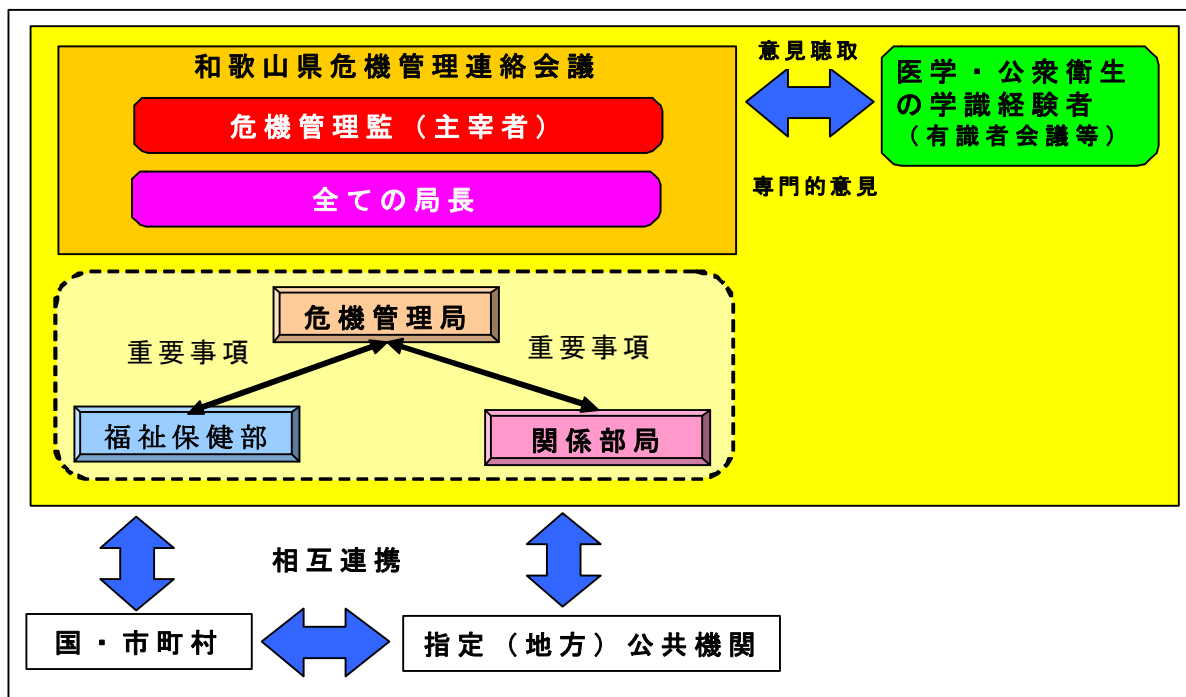 和歌山県危機管理連絡会議
危機管理監（主宰者）
全ての局長
意見聴取
医学・公衆衛生
の学識経験者
（有識者会議等）
専門的意見
危機管理局
重要事項
重要事項
福祉保健部
関係部局
相互連携
国・市町村
指定（地方）公共機関